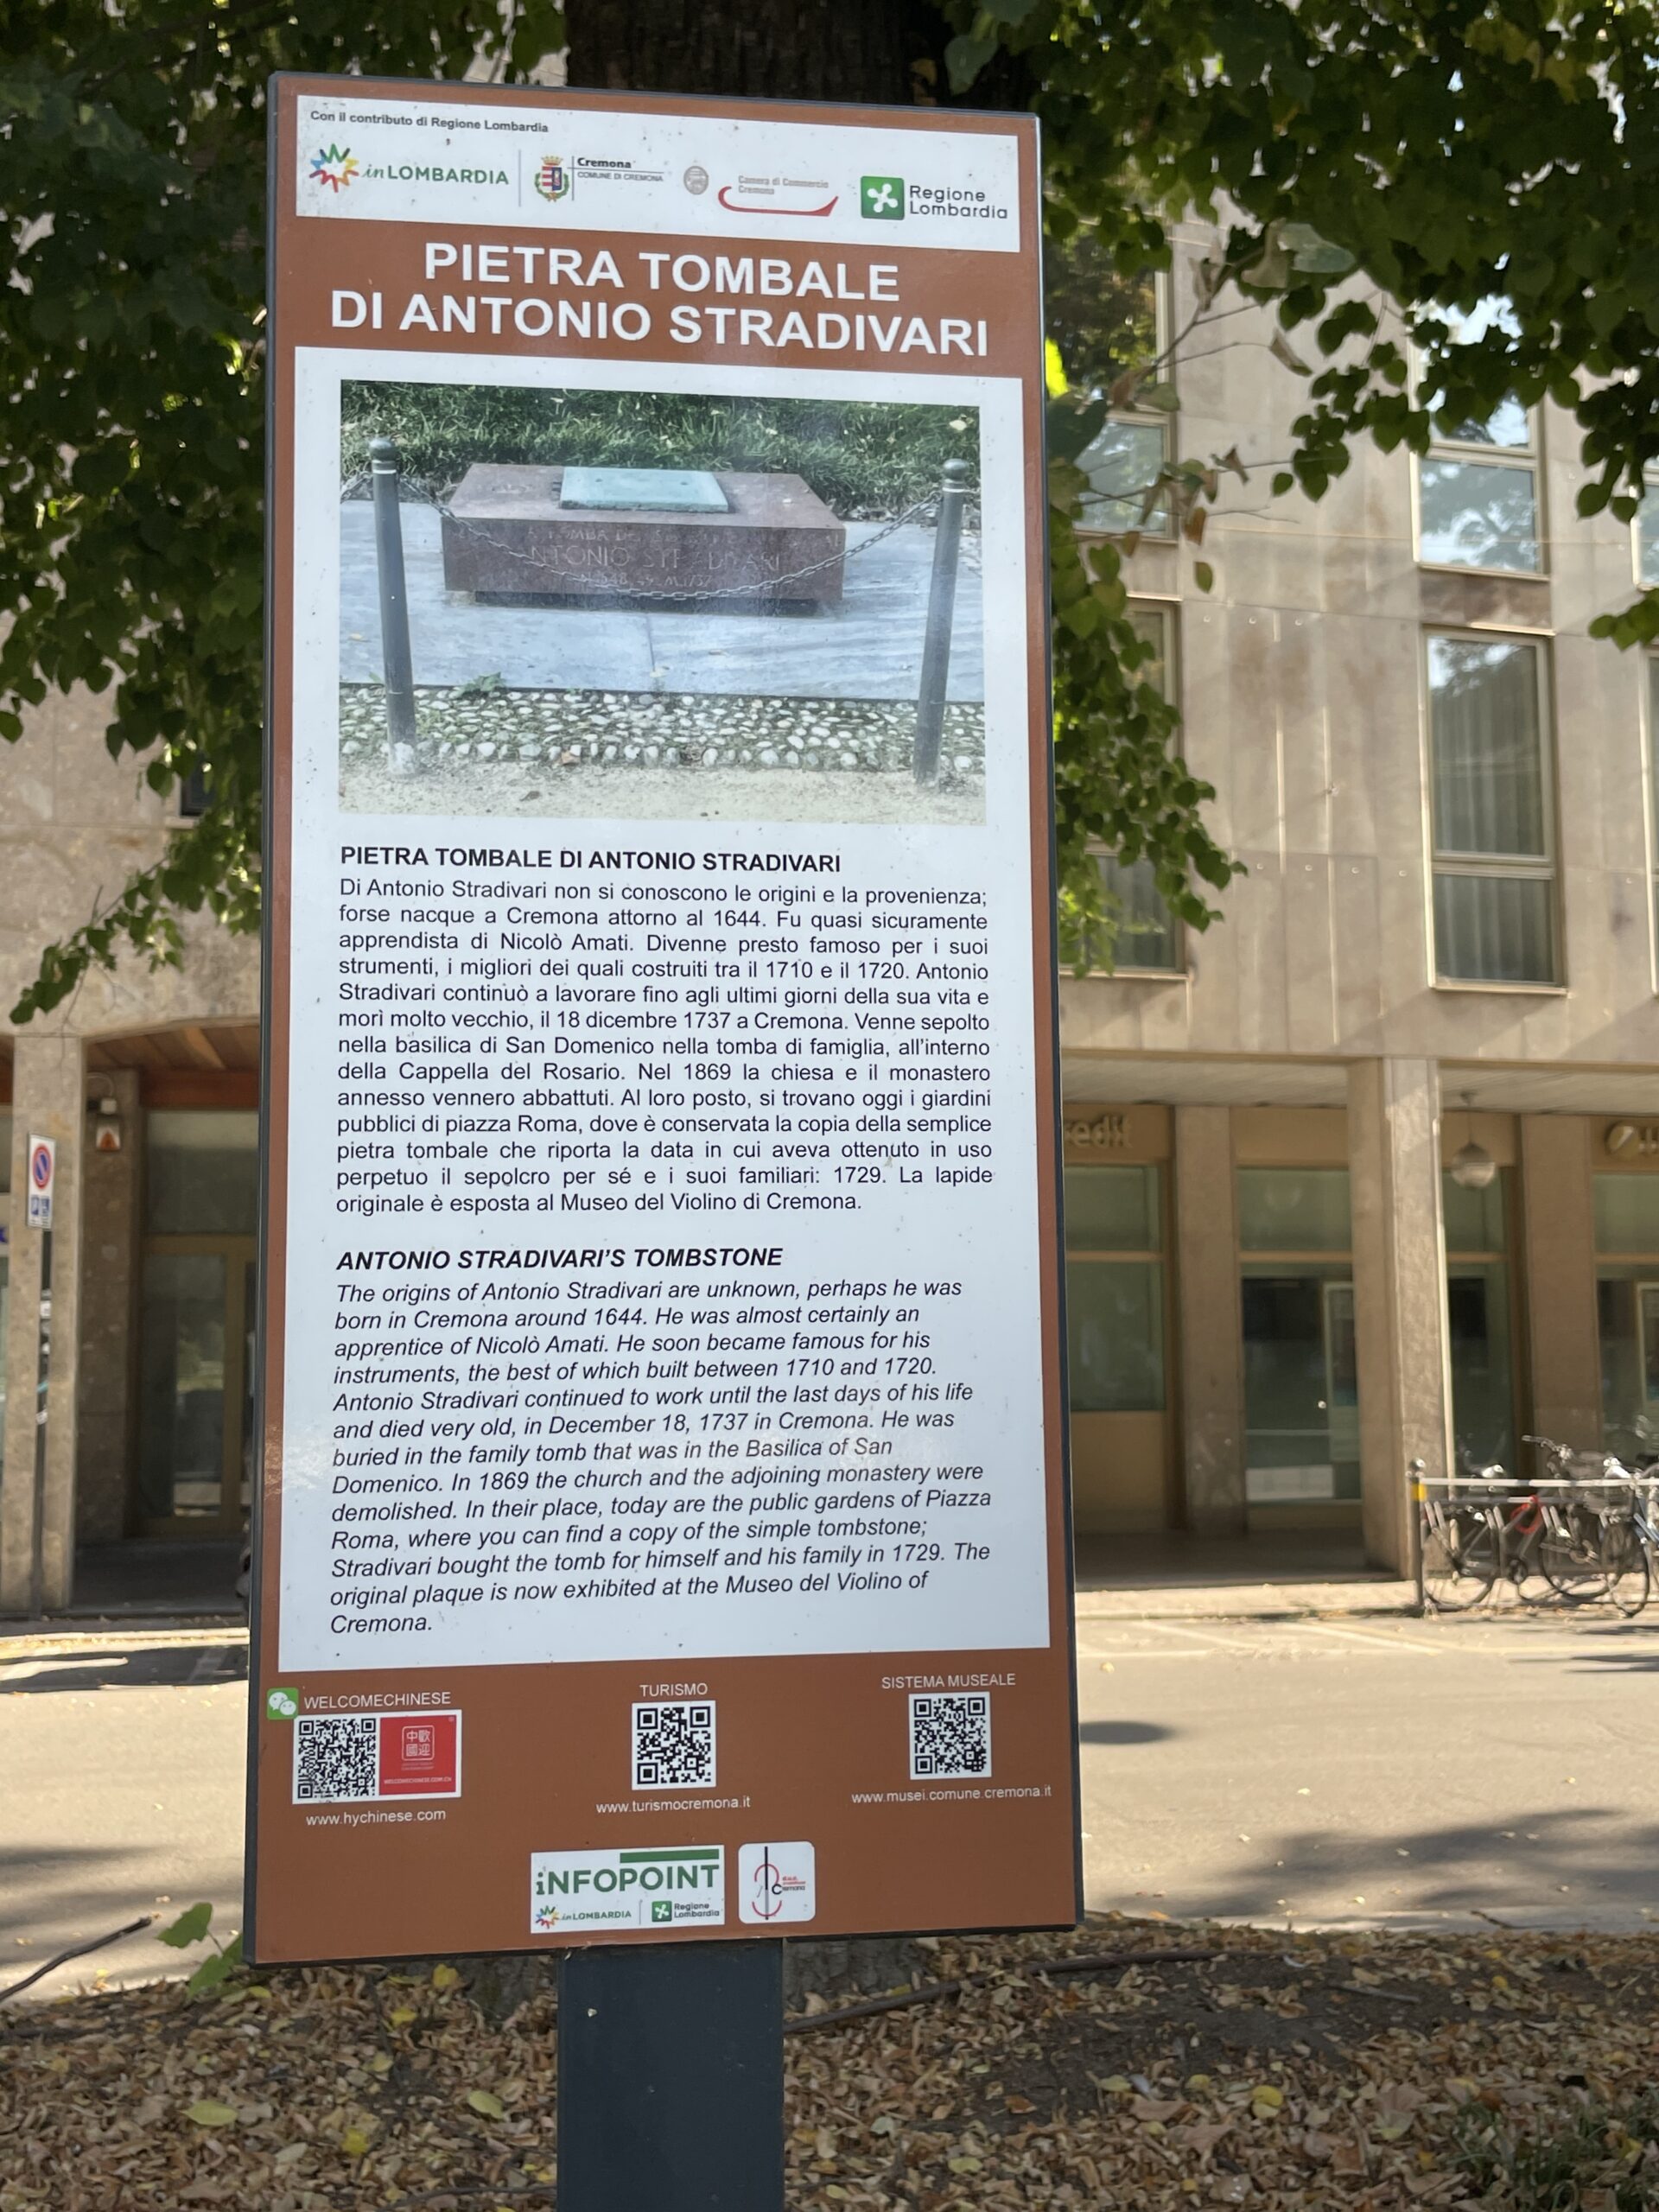 Con il contributo di Regione Lombardia
inLOMBARDIA
Cremona
COMUNE DI CREMONA
Camera di Commercio
Cremona
Regione
Lombardia
PIETRA TOMBALE
DI ANTONIO STRADIVARI
PIETRA TOMBALE DI ANTONIO STRADIVARI
Di Antonio Stradivari non si conoscono le origini e la provenienza;
forse nacque a Cremona attorno al 1644. Fu quasi sicuramente
apprendista di Nicolò Amati. Divenne presto famoso per i suoi
strumenti, i migliori dei quali costruiti tra il 1710 e il 1720. Antonio
Stradivari continuò a lavorare fino agli ultimi giorni della sua vita e
morì molto vecchio, il 18 dicembre 1737 a Cremona. Venne sepolto
nella basilica di San Domenico nella tomba di famiglia, all'interno
della Cappella del Rosario. Nel 1869 la chiesa e il monastero
annesso vennero abbattuti. Al loro posto, si trovano oggi i giardini
pubblici di piazza Roma, dove è conservata la copia della semplice
pietra tombale che riporta la data in cui aveva ottenuto in uso
perpetuo il sepolcro per sé e i suoi familiari: 1729. La lapide
originale è esposta al Museo del Violino di Cremona.
ANTONIO STRADIVARI'S TOMBSTONE
The origins of Antonio Stradivari are unknown, perhaps he was
born in Cremona around 1644. He was almost certainly an
apprentice of Nicolò Amati. He soon became famous for his
instruments, the best of which built between 1710 and 1720.
Antonio Stradivari continued to work until the last days of his life
and died very old, in December 18, 1737 in Cremona. He was
buried in the family tomb that was in the Basilica of San
Domenico. In 1869 the church and the adjoining monastery were
demolished. In their place, today are the public gardens of Piazza
Roma, where you can find a copy of the simple tombstone;
Stradivari bought the tomb for himself and his family in 1729. The
original plaque is now exhibited at the Museo del Violino of
Cremona.
WELCOMECHINESE
TURISMO
SISTEMA MUSEALE
中歡
國迎
WELCOMECHINESE.COM.CN
www.hychinese.com
www.turismocremona.it
www.musei.comune.cremona.it
iNFOPOINT
inLOMBARDIA
Regione
Lombardia
Cremona